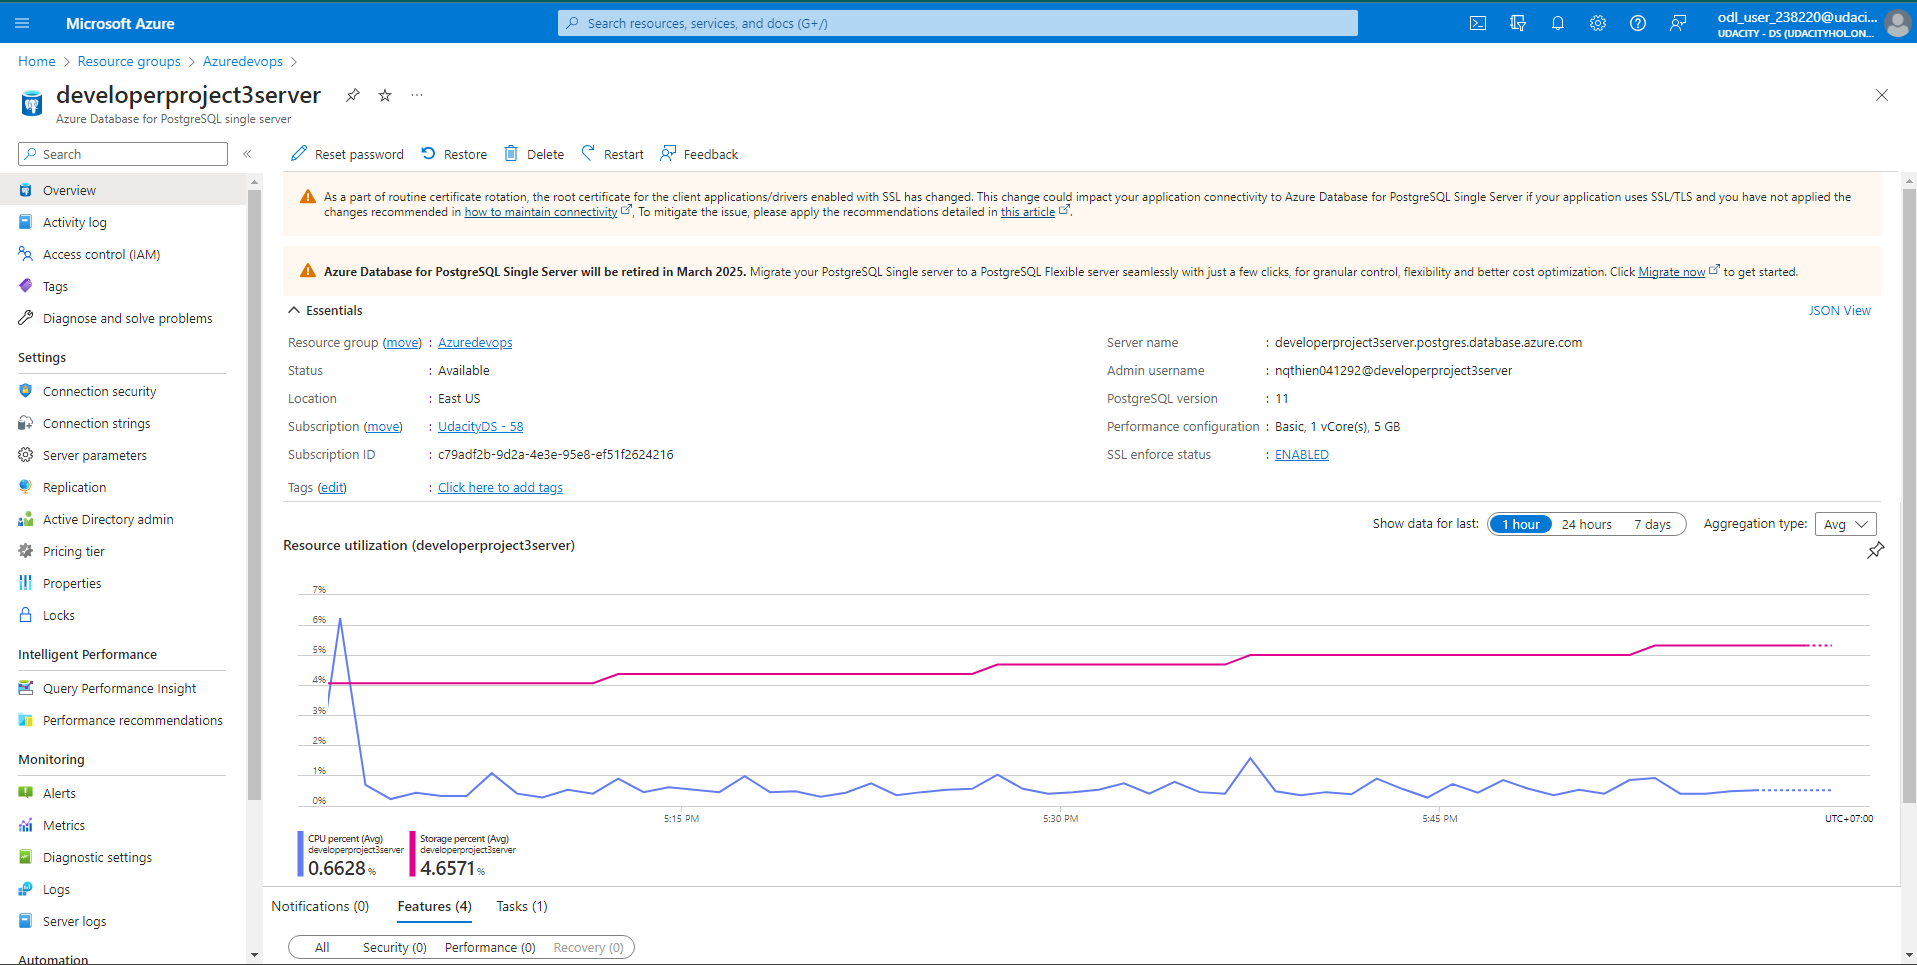 Microsoft Azure
Search resources, services, and docs (G+/)
odl_user_238220@udaci...
UDACITY - DS (UDACITYHOL.ON...
Home > Resource groups > Azuredevops >
developerproject3server
Azure Database for PostgreSQL single server
Search
Reset password Restore Delete Restart Feedback
As a part of routine certificate rotation, the root certificate for the client applications/drivers enabled with SSL has changed. This change could impact your application connectivity to Azure Database for PostgreSQL Single Server if your application uses SSL/TLS and you have not applied the
changes recommended in how to maintain connectivity, To mitigate the issue, please apply the recommendations detailed in this article.
Azure Database for PostgreSQL Single Server will be retired in March 2025. Migrate your PostgreSQL Single server to a PostgreSQL Flexible server seamlessly with just a few clicks, for granular control, flexibility and better cost optimization. Click Migrate now to get started.
Overview
Activity log
Access control (IAM)
Tags
Diagnose and solve problems
Settings
Connection security
Connection strings
Server parameters
Replication
Active Directory admin
Pricing tier
Properties
Locks
Intelligent Performance
Query Performance Insight
Performance recommendations
Monitoring
Alerts
Metrics
Diagnostic settings
Logs
Server logs
Automation
Essentials
JSON View
Resource group (move) : Azuredevops
Status : Available
Location : East US
Subscription (move) : UdacityDS - 58
Subscription ID : c79adf2b-9d2a-4e3e-95e8-ef51f2624216
Tags (edit) : Click here to add tags
Server name : developerproject3server.postgres.database.azure.com
Admin username : nqthien041292@developerproject3server
PostgreSQL version : 11
Performance configuration : Basic, 1 vCore(s), 5 GB
SSL enforce status : ENABLED
Show data for last: 1 hour 24 hours 7 days Aggregation type: Avg
Resource utilization (developerproject3server)
7%
6%
5%
4%
3%
2%
1%
0%
5:15 PM 5:30 PM 5:45 PM UTC+07:00
CPU percent (Avg)
developerproject3server
0.6628 %
Storage percent (Avg)
developerproject3server
4.6571 %
Notifications (0) Features (4) Tasks (1)
All Security (0) Performance (0) Recovery (0)